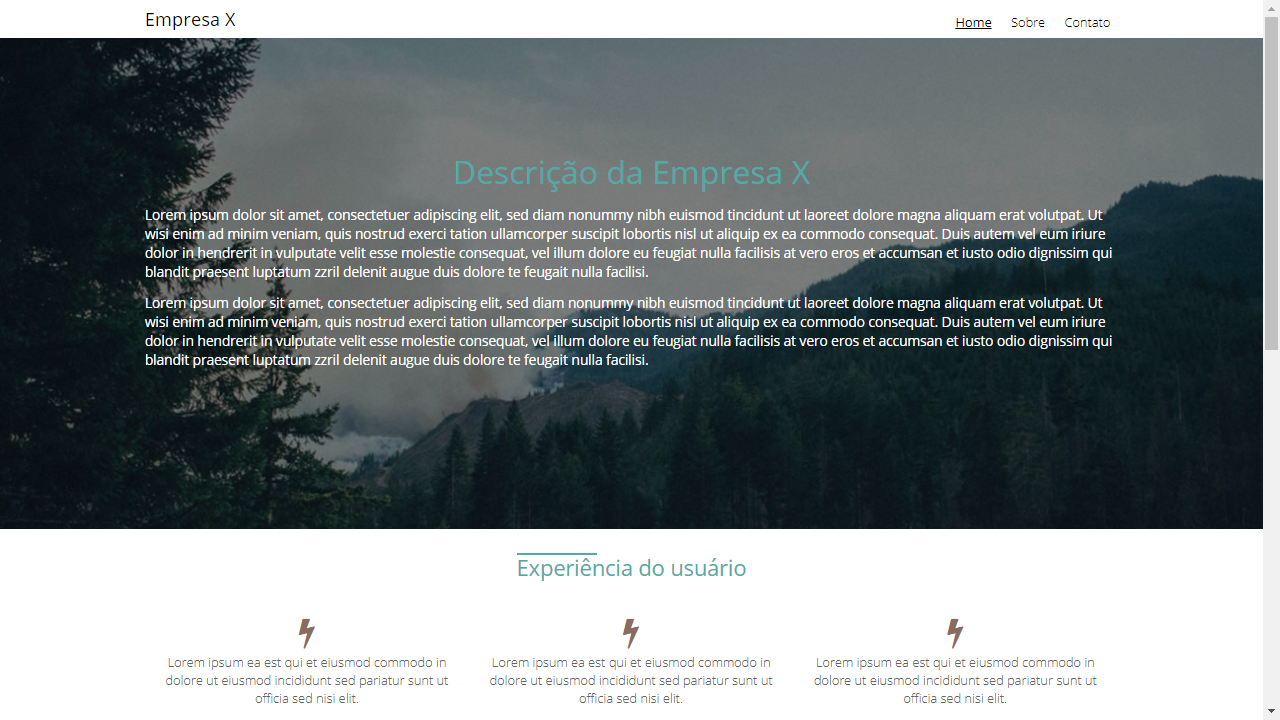 Empresa X
Home Sobre Contato
Descrição da Empresa X
Lorem ipsum dolor sit amet, consectetuer adipiscing elit, sed diam nonummy nibh euismod tincidunt ut laoreet dolore magna aliquam erat volutpat. Ut
wisi enim ad minim veniam, quis nostrud exerci tation ullamcorper suscipit lobortis nisl ut aliquip ex ea commodo consequat. Duis autem vel eum iriure
dolor in hendrerit in vulputate velit esse molestie consequat, vel illum dolore eu feugiat nulla facilisis at vero eros et accumsan et iusto odio dignissim qui
blandit praesent luptatum zzril delenit augue duis dolore te feugait nulla facilisi.
Lorem ipsum dolor sit amet, consectetuer adipiscing elit, sed diam nonummy nibh euismod tincidunt ut laoreet dolore magna aliquam erat volutpat. Ut
wisi enim ad minim veniam, quis nostrud exerci tation ullamcorper suscipit lobortis nisl ut aliquip ex ea commodo consequat. Duis autem vel eum iriure
dolor in hendrerit in vulputate velit esse molestie consequat, vel illum dolore eu feugiat nulla facilisis at vero eros et accumsan et iusto odio dignissim qui
blandit praesent luptatum zzril delenit augue duis dolore te feugait nulla facilisi.
Experiência do usuário
Lorem ipsum ea est qui et eiusmod commodo in
dolore ut eiusmod incididunt sed pariatur sunt ut
officia sed nisi elit.
Lorem ipsum ea est qui et eiusmod commodo in
dolore ut eiusmod incididunt sed pariatur sunt ut
officia sed nisi elit.
Lorem ipsum ea est qui et eiusmod commodo in
dolore ut eiusmod incididunt sed pariatur sunt ut
officia sed nisi elit.